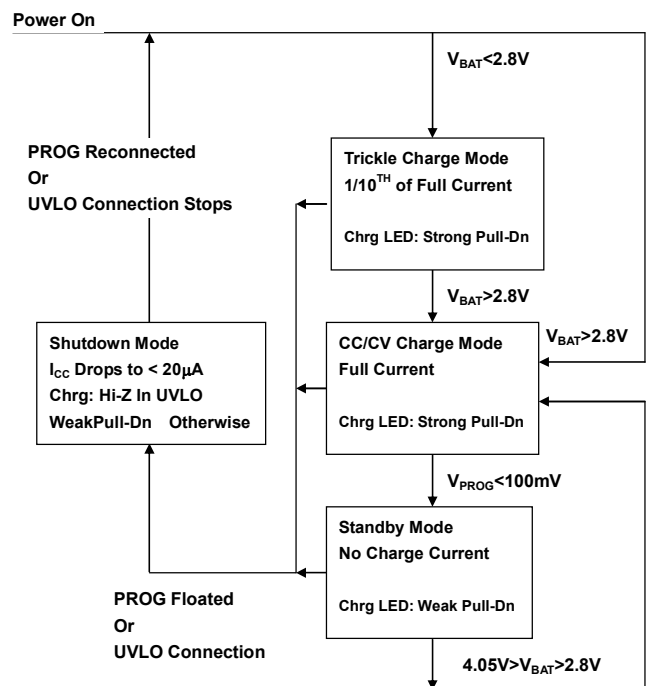 Power On
V_BAT<2.8V
PROG Reconnected
Or
UVLO Connection Stops
Trickle Charge Mode
1/10TH of Full Current
Chrg LED: Strong Pull-Dn
V_BAT>2.8V
V_BAT>2.8V
Shutdown Mode
I_CC Drops to < 20μA
Chrg: Hi-Z In UVLO
WeakPull-Dn Otherwise
CC/CV Charge Mode
Full Current
Chrg LED: Strong Pull-Dn
V_PROG<100mV
Standby Mode
No Charge Current
Chrg LED: Weak Pull-Dn
PROG Floated
Or
UVLO Connection
4.05V>V_BAT>2.8V